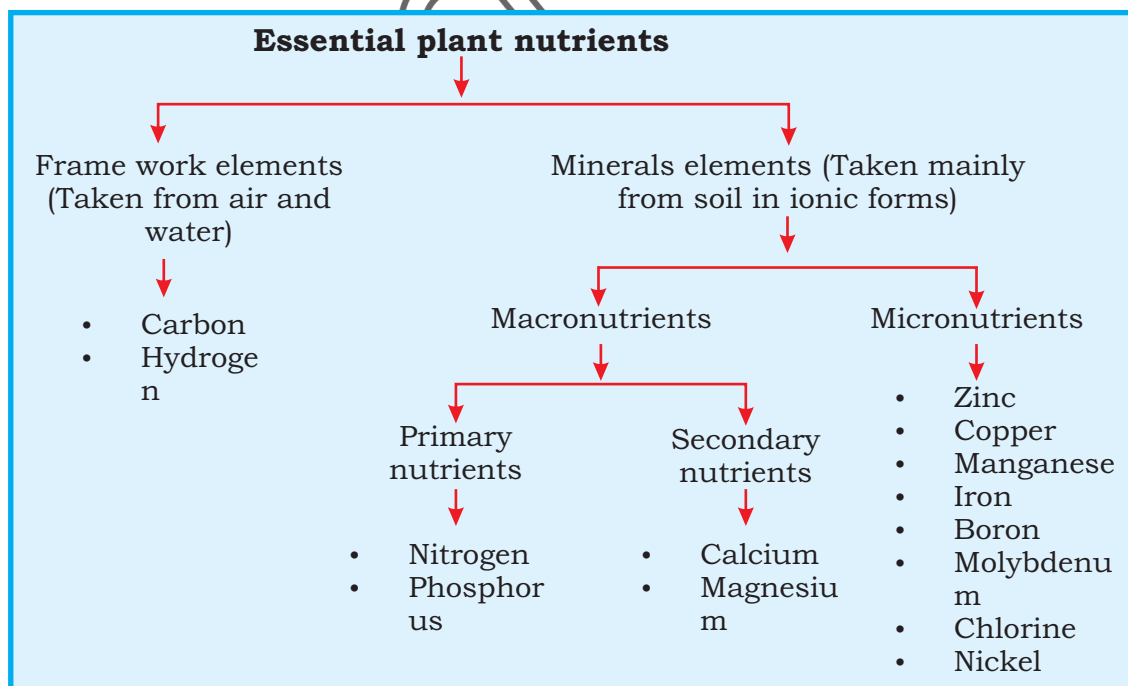 Essential plant nutrients
Frame work elements
(Taken from air and
water)
• Carbon
• Hydroge
n
Minerals elements (Taken mainly
from soil in ionic forms)
Macronutrients
Primary
nutrients
• Nitrogen
• Phosphor
us
Secondary
nutrients
• Calcium
• Magnesiu
m
Micronutrients
• Zinc
• Copper
• Manganese
• Iron
• Boron
• Molybdenu
m
• Chlorine
• Nickel